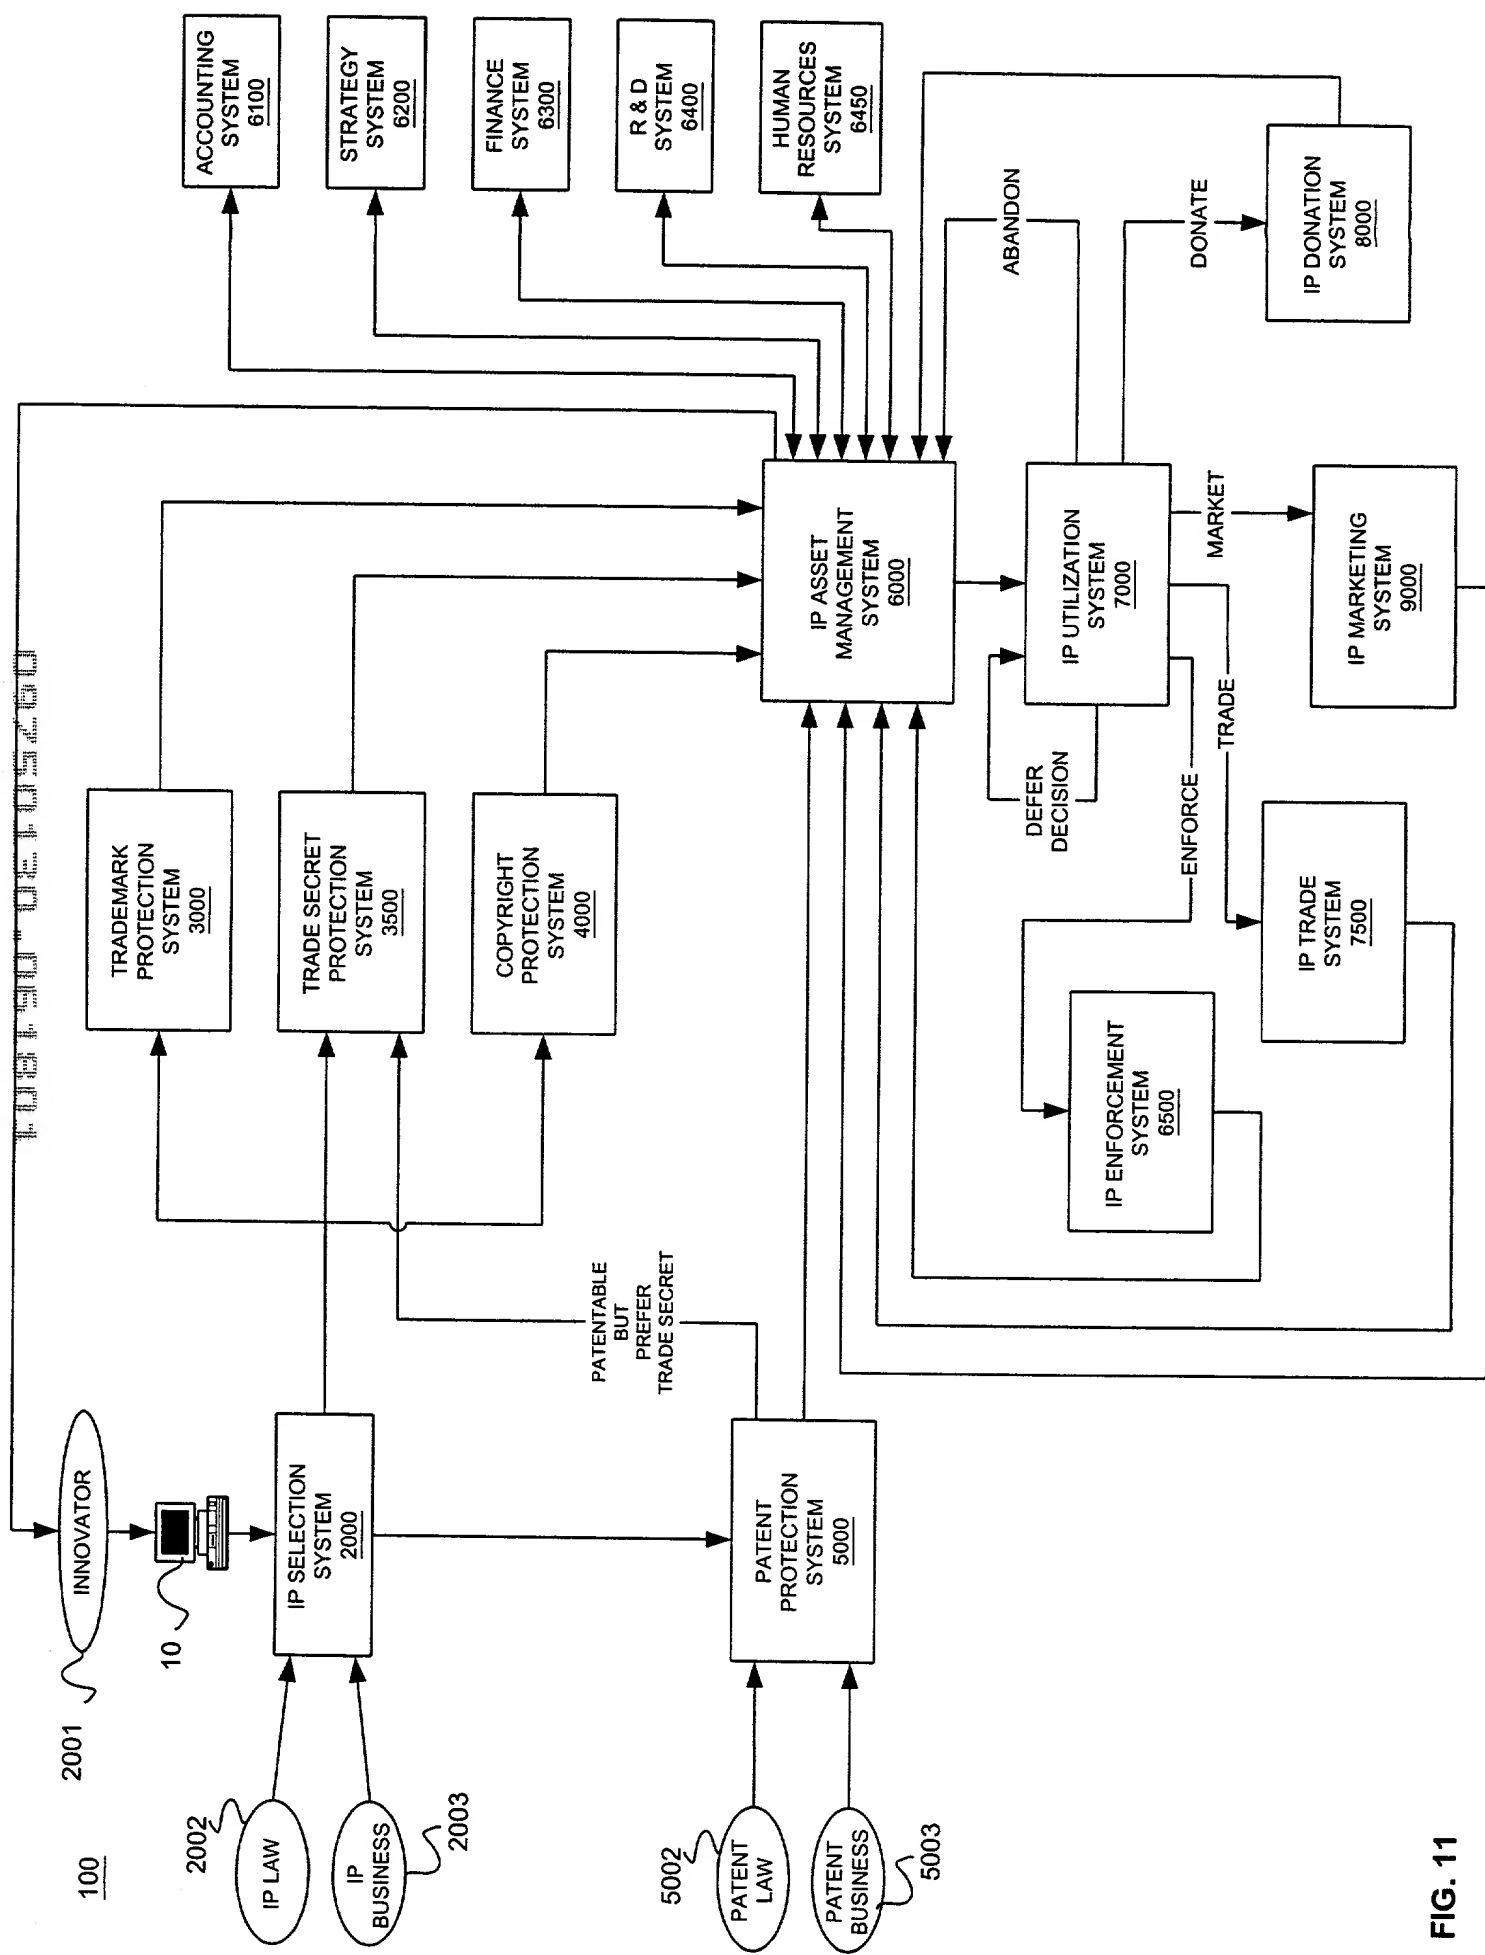 100
2001
INNOVATOR
10
2002
IP LAW
IP
BUSINESS
2003
IP SELECTION
SYSTEM
2000
TRADEMARK
PROTECTION
SYSTEM
3000
TRADE SECRET
PROTECTION
SYSTEM
3500
COPYRIGHT
PROTECTION
SYSTEM
4000
ACCOUNTING
SYSTEM
6100
STRATEGY
SYSTEM
6200
FINANCE
SYSTEM
6300
R & D
SYSTEM
6400
HUMAN
RESOURCES
SYSTEM
6450
PATENTABLE
BUT
PREFER
TRADE SECRET
5002
PATENT
LAW
PATENT
BUSINESS
5003
PATENT
PROTECTION
SYSTEM
5000
IP ASSET
MANAGEMENT
SYSTEM
6000
ABANDON
DEFER
DECISION
IP UTILIZATION
SYSTEM
7000
DONATE
MARKET
ENFORCE
TRADE
IP ENFORCEMENT
SYSTEM
6500
IP TRADE
SYSTEM
7500
IP MARKETING
SYSTEM
9000
IP DONATION
SYSTEM
8000
FIG. 11